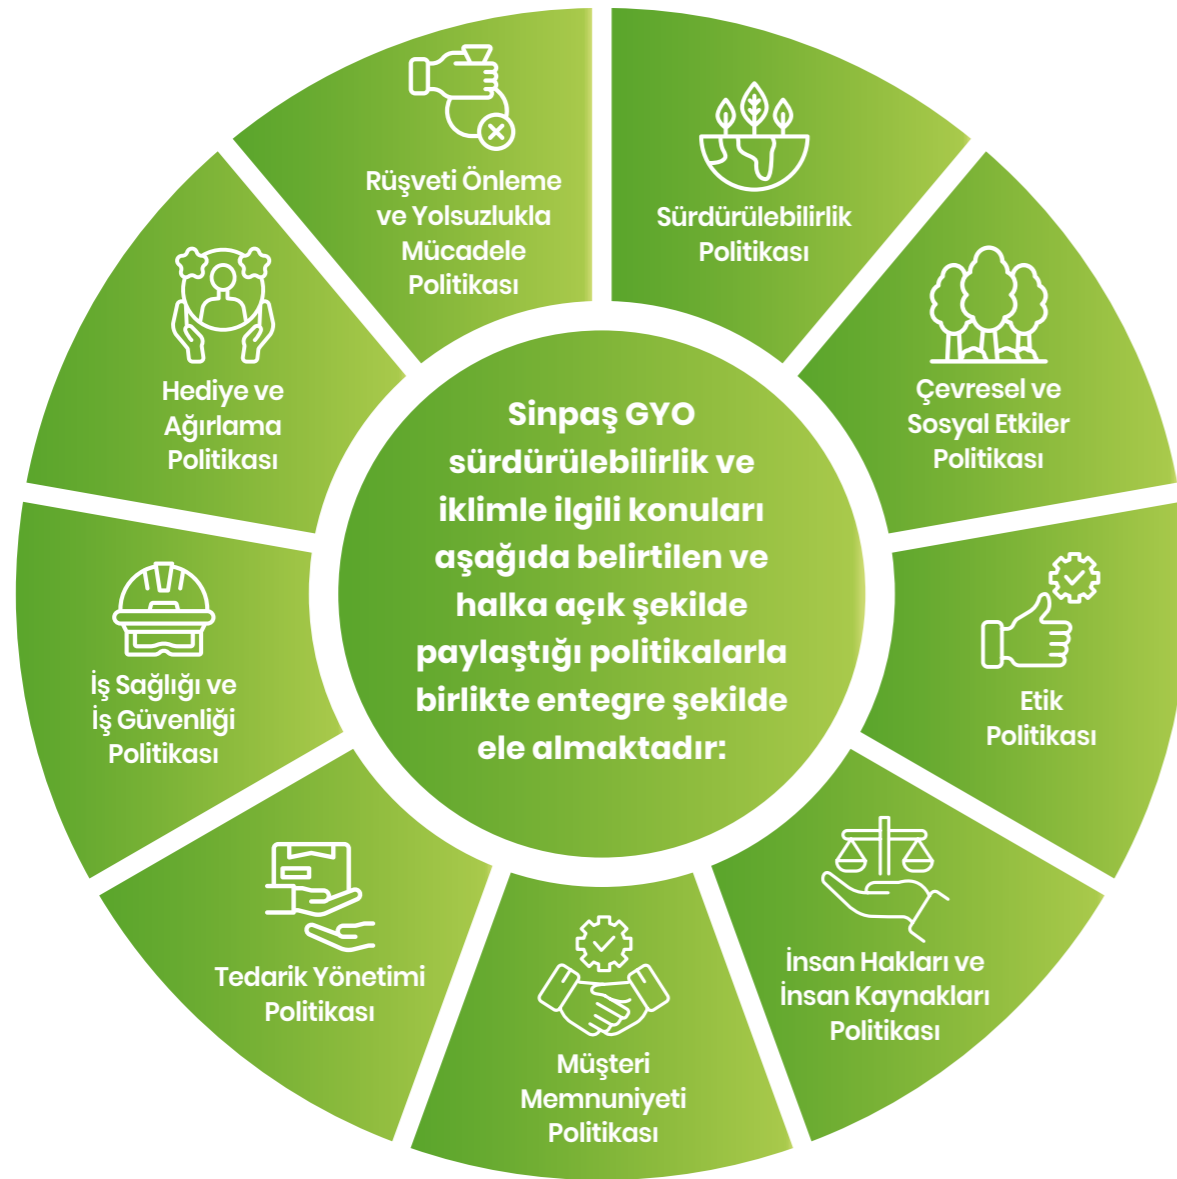 Sinpaş GYO
sürdürülebilirlik ve
iklimle ilgili konuları
aşağıda belirtilen ve
halka açık şekilde
paylaştığı politikalarla
birlikte entegre şekilde
ele almaktadır:
Sürdürülebilirlik
Politikası
Çevresel ve
Sosyal Etkiler
Politikası
Etik
Politikası
İnsan Hakları ve
İnsan Kaynakları
Politikası
Müşteri
Memnuniyeti
Politikası
Tedarik Yönetimi
Politikası
İş Sağlığı ve
İş Güvenliği
Politikası
Hediye ve
Ağırlama
Politikası
Rüşveti Önleme
ve Yolsuzlukla
Mücadele
Politikası